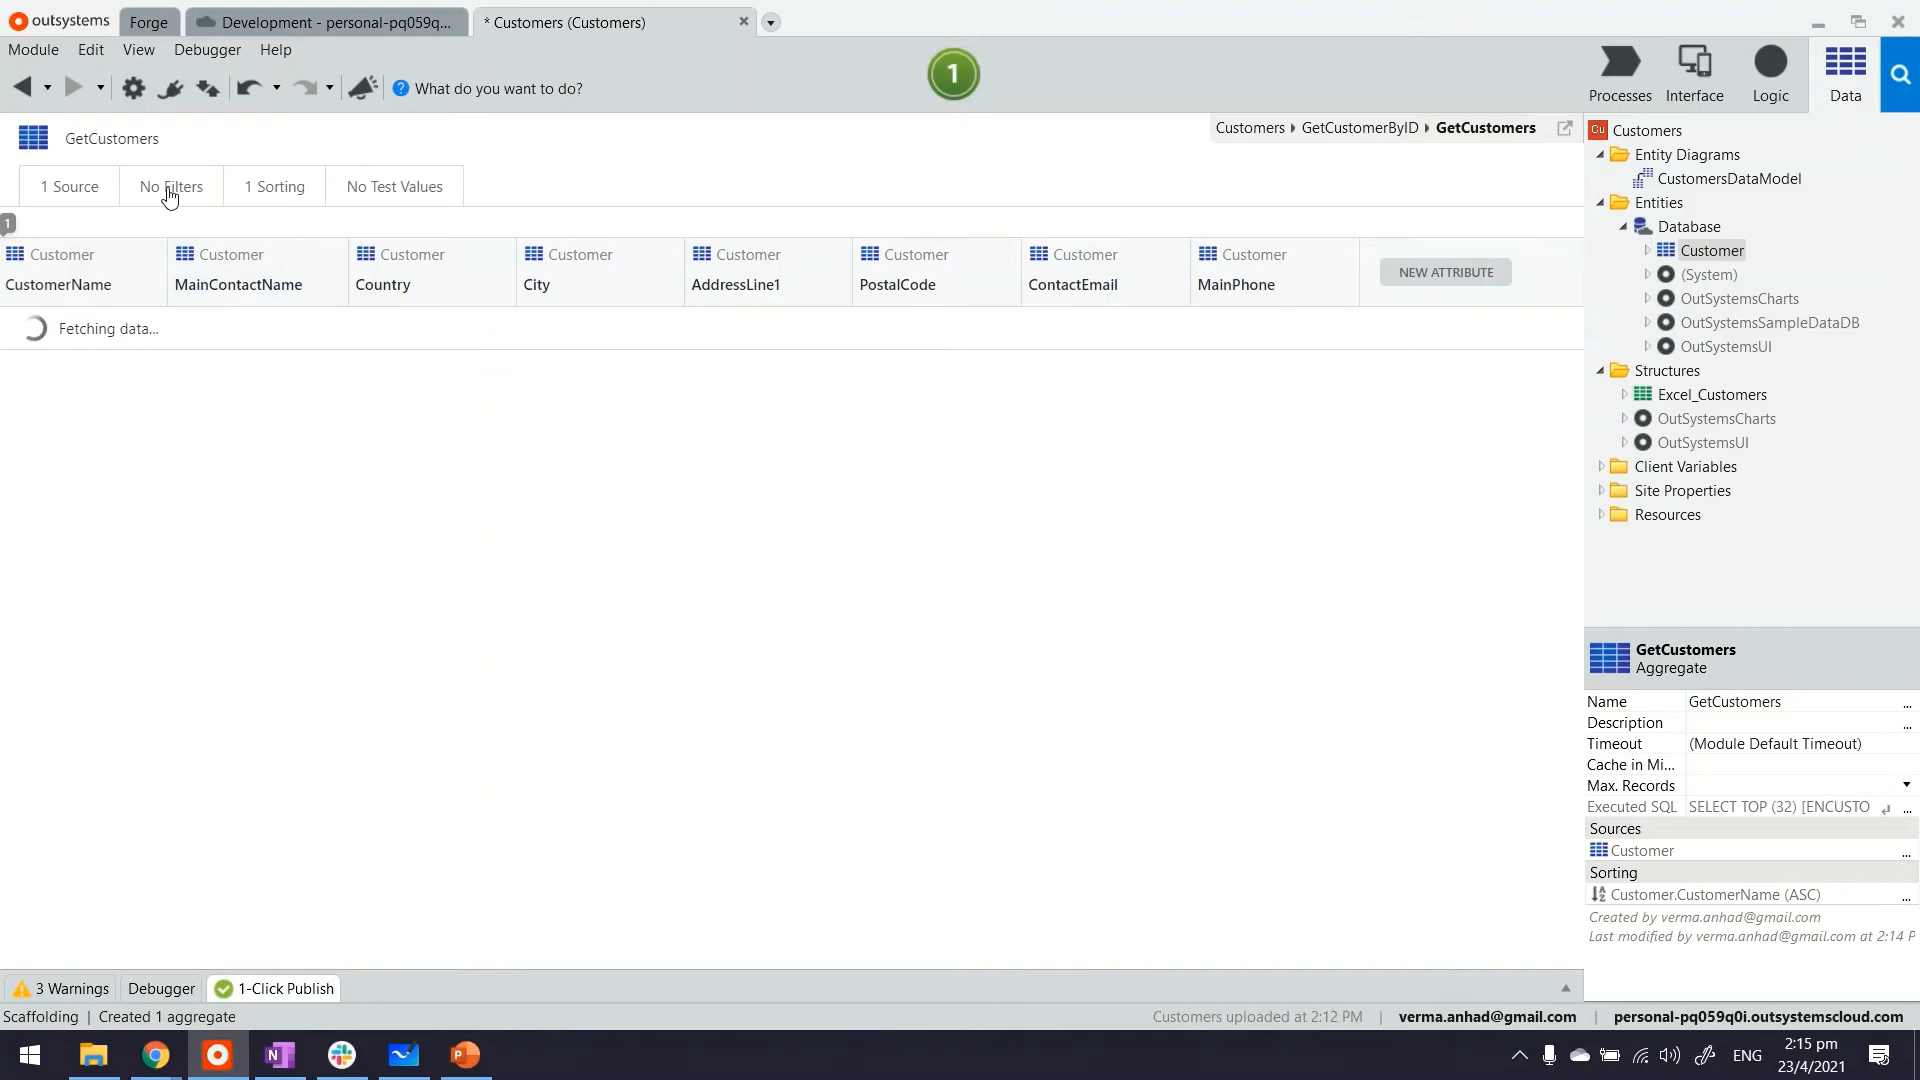 outsystems
Forge
Development - personal-pq059q...
* Customers (Customers)
Module Edit View Debugger Help
What do you want to do?
1
Processes Interface Logic Data
GetCustomers
Customers GetCustomerByID GetCustomers
1 Source No Filters 1 Sorting No Test Values
1
Customer Customer Customer Customer Customer Customer Customer Customer
CustomerName MainContactName Country City AddressLine1 PostalCode ContactEmail MainPhone
NEW ATTRIBUTE
Fetching data...
Cu Customers
Entity Diagrams
CustomersDataModel
Entities
Database
Customer
(System)
OutSystemsCharts
OutSystemsSampleDataDB
OutSystemsUI
Structures
Excel_Customers
OutSystemsCharts
OutSystemsUI
Client Variables
Site Properties
Resources
GetCustomers
Aggregate
Name GetCustomers ...
Description ...
Timeout (Module Default Timeout)
Cache in Mi...
Max. Records
Executed SQL SELECT TOP (32) [ENCUSTO ...
Sources
Customer ...
Sorting
Customer.CustomerName (ASC) ...
Created by verma.anhad@gmail.com
Last modified by verma.anhad@gmail.com at 2:14 P
3 Warnings Debugger 1-Click Publish
Scaffolding | Created 1 aggregate
Customers uploaded at 2:12 PM | verma.anhad@gmail.com | personal-pq059q0i.outsystemscloud.com
ENG
2:15 pm
23/4/2021